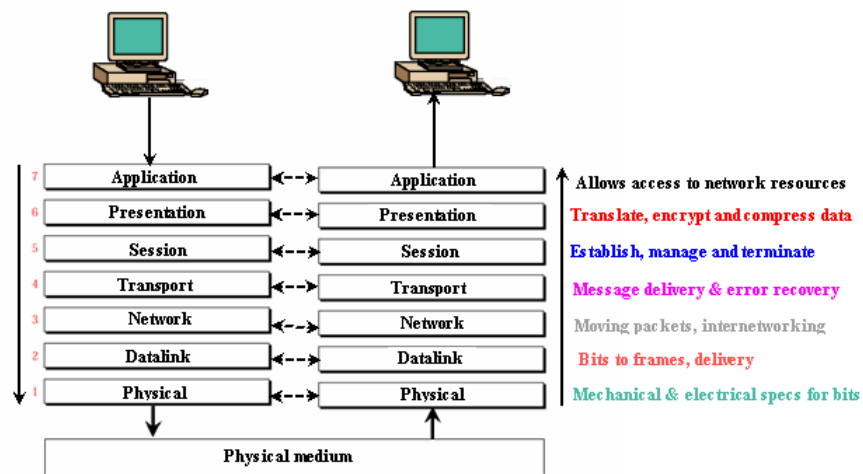 7 Application Application Allows access to network resources
6 Presentation Presentation Translate, encrypt and compress data
5 Session Session Establish, manage and terminate
4 Transport Transport Message delivery & error recovery
3 Network Network Moving packets, internetworking
2 Datalink Datalink Bits to frames, delivery
1 Physical Physical Mechanical & electrical specs for bits
Physical medium